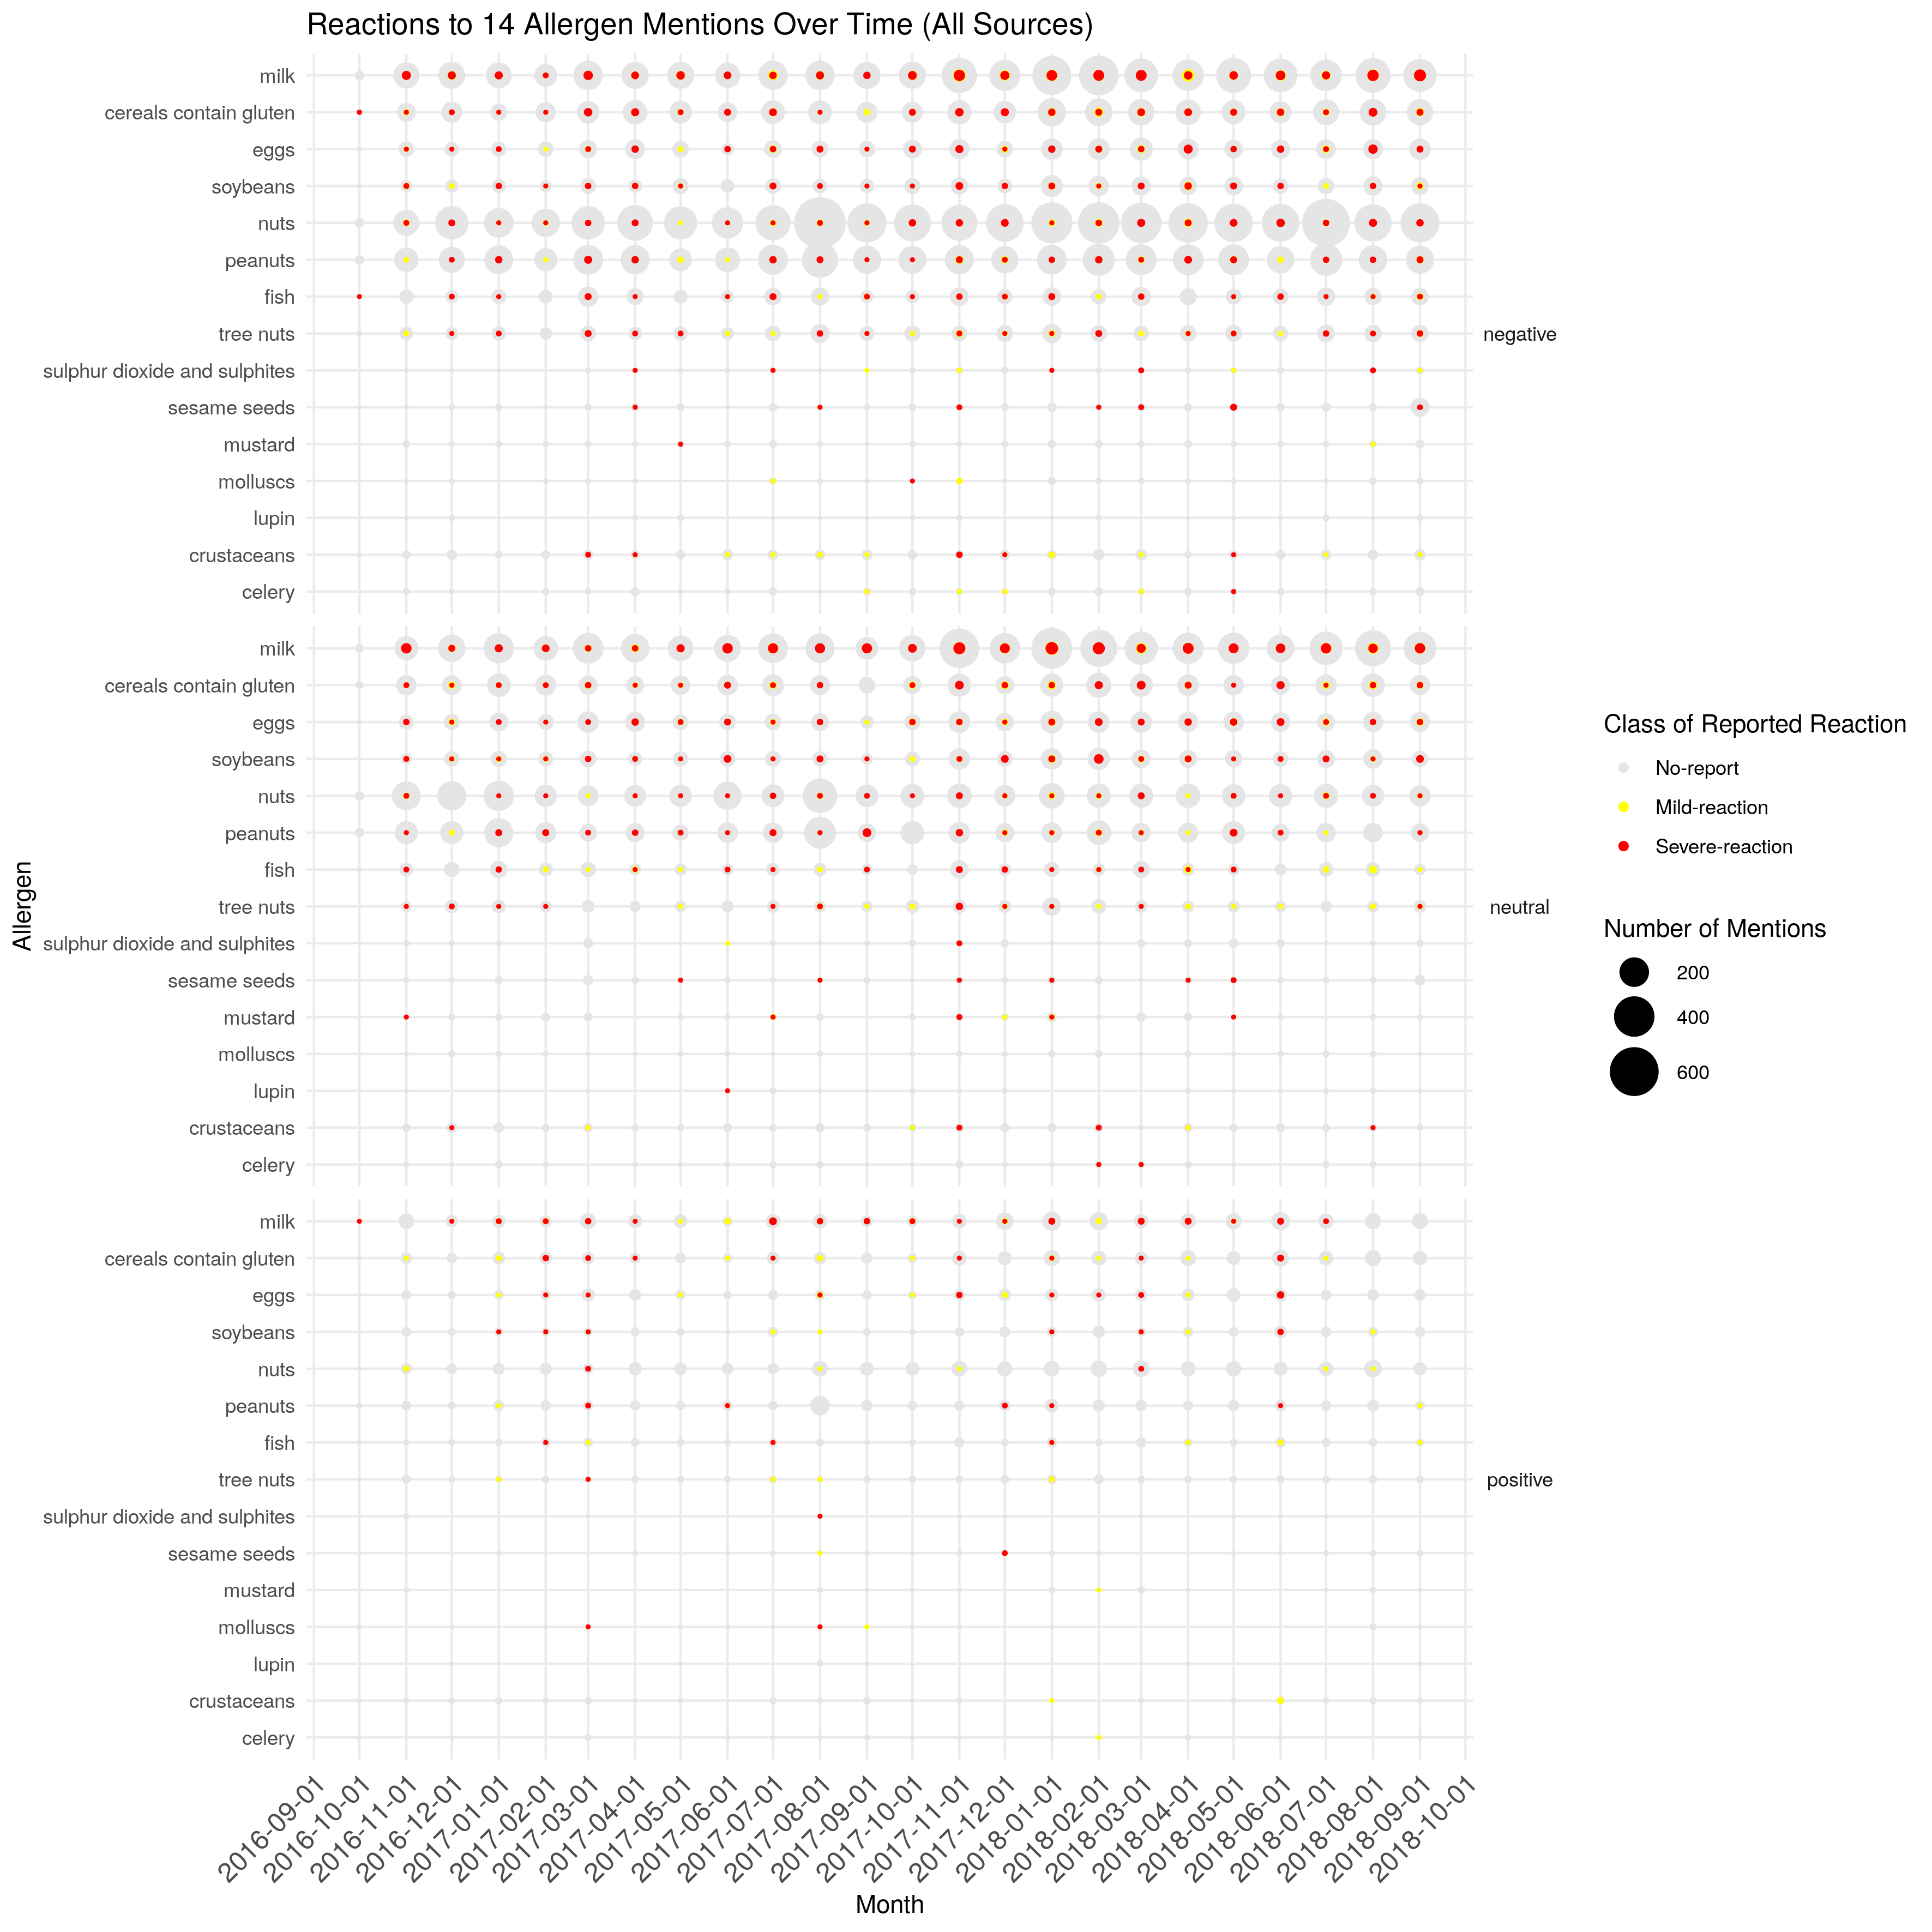 Reactions to 14 Allergen Mentions Over Time (All Sources)
milk
cereals contain gluten
eggs
soybeans
nuts
peanuts
fish
tree nuts
sulphur dioxide and sulphites
sesame seeds
mustard
molluscs
lupin
crustaceans
celery
negative
milk
cereals contain gluten
eggs
soybeans
nuts
peanuts
fish
tree nuts
sulphur dioxide and sulphites
sesame seeds
mustard
molluscs
lupin
crustaceans
celery
neutral
milk
cereals contain gluten
eggs
soybeans
nuts
peanuts
fish
tree nuts
sulphur dioxide and sulphites
sesame seeds
mustard
molluscs
lupin
crustaceans
celery
positive
Allergen
2016-09-01
2016-10-01
2016-11-01
2016-12-01
2017-01-01
2017-02-01
2017-03-01
2017-04-01
2017-05-01
2017-06-01
2017-07-01
2017-08-01
2017-09-01
2017-10-01
2017-11-01
2017-12-01
2018-01-01
2018-02-01
2018-03-01
2018-04-01
2018-05-01
2018-06-01
2018-07-01
2018-08-01
2018-09-01
2018-10-01
Month
Class of Reported Reaction
No-report
Mild-reaction
Severe-reaction
Number of Mentions
200
400
600